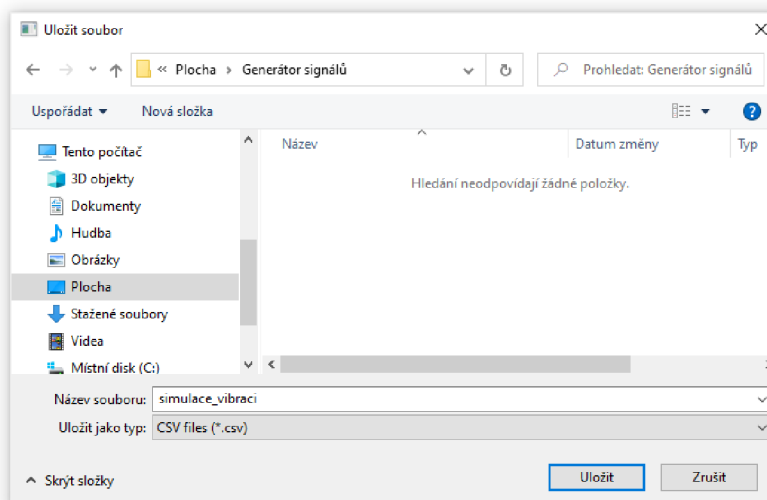 Uložit soubor
« Plocha › Generátor signálů
Prohledat: Generátor signálů
Uspořádat Nová složka
Název Datum změny Typ
Hledání neodpovídají žádné položky.
Tento počítač
3D objekty
Dokumenty
Hudba
Obrázky
Plocha
Stažené soubory
Videa
Místní disk (C:)
Název souboru: simulace_vibraci
Uložit jako typ: CSV files (*.csv)
Skrýt složky Uložit Zrušit